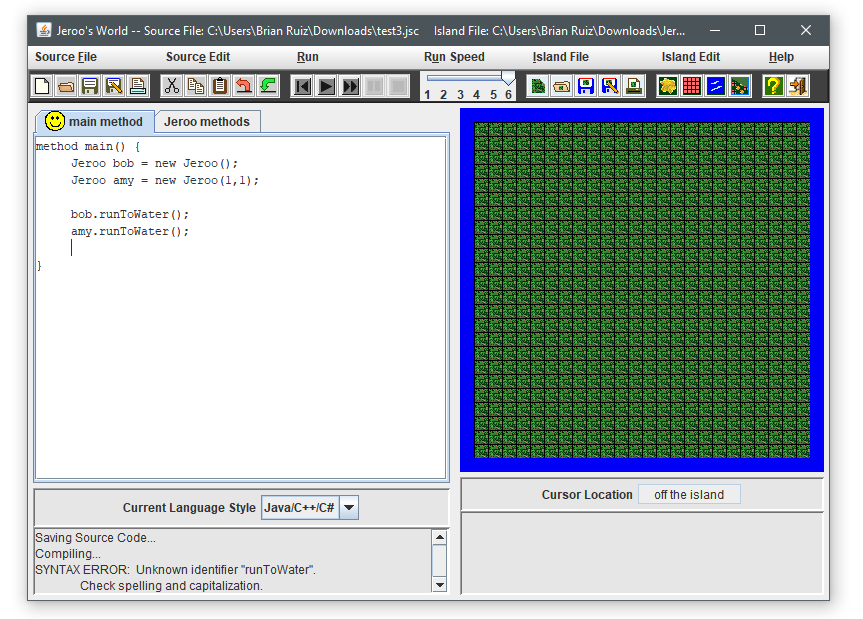 Jeroo's World -- Source File: C:\Users\Brian Ruiz\Downloads\test3.jsc Island File: C:\Users\Brian Ruiz\Downloads\Jer...
Source File Source Edit Run Run Speed Island File Island Edit Help
1 2 3 4 5 6
main method Jeroo methods
method main() {
Jeroo bob = new Jeroo();
Jeroo amy = new Jeroo(1,1);
bob.runToWater();
amy.runToWater();
}
Current Language Style Java/C++/C#
Cursor Location off the island
Saving Source Code...
Compiling...
SYNTAX ERROR: Unknown identifier "runToWater".
Check spelling and capitalization.